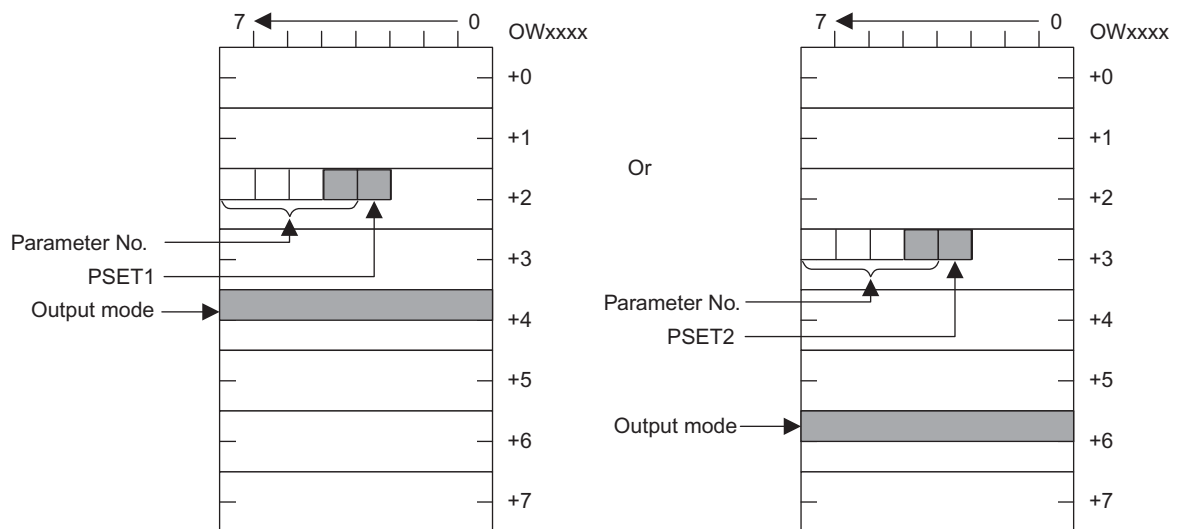 7 0 OWxxxx
+0
+1
+2
Parameter No.
+3
PSET1
Output mode
+4
+5
+6
+7
Or
7 0 OWxxxx
+0
+1
+2
+3
Parameter No.
+4
PSET2
+5
Output mode
+6
+7